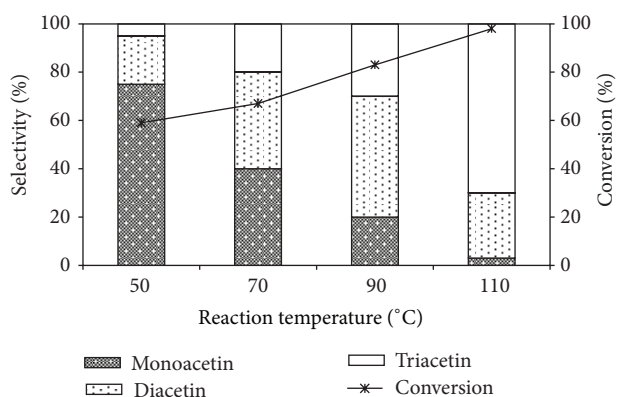 100
80
60
40
20
0
Selectivity (%)
100
80
60
40
20
0
Conversion (%)
50 70 90 110
Reaction temperature (˚C)
Monoacetin
Diacetin
Triacetin
Conversion